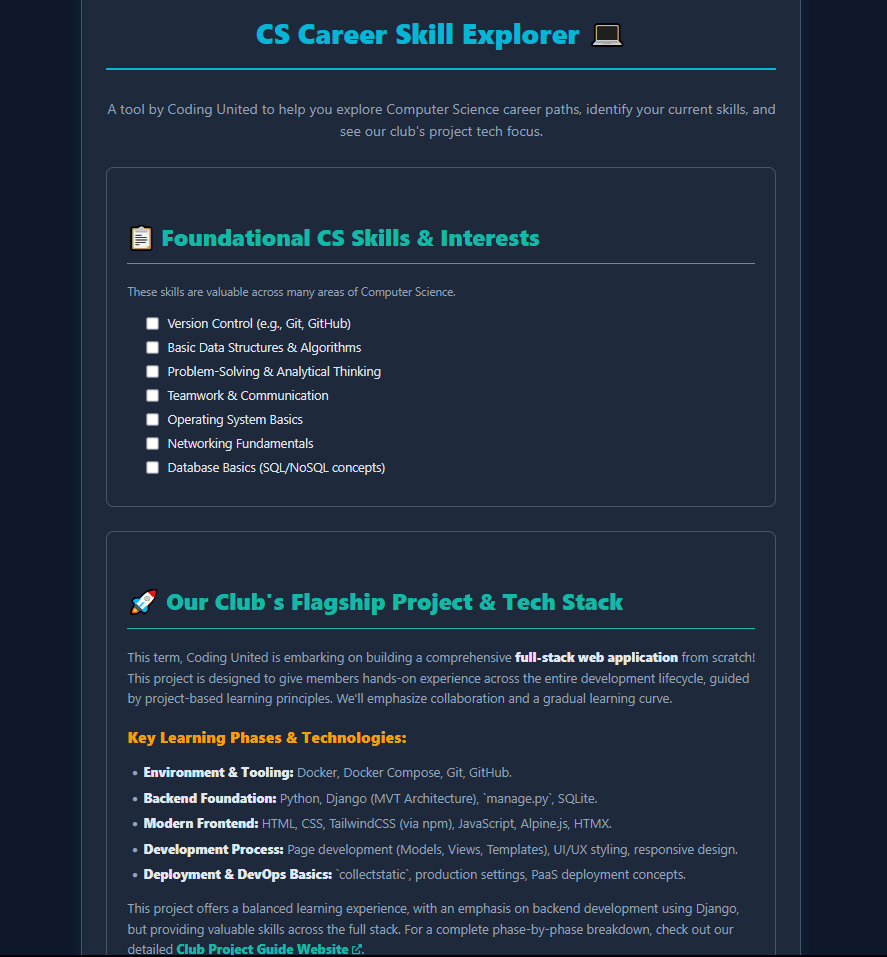 CS Career Skill Explorer 💻
A tool by Coding United to help you explore Computer Science career paths, identify your current skills, and
see our club's project tech focus.
📋 Foundational CS Skills & Interests
These skills are valuable across many areas of Computer Science.
Version Control (e.g., Git, GitHub)
Basic Data Structures & Algorithms
Problem-Solving & Analytical Thinking
Teamwork & Communication
Operating System Basics
Networking Fundamentals
Database Basics (SQL/NoSQL concepts)
🚀 Our Club's Flagship Project & Tech Stack
This term, Coding United is embarking on building a comprehensive full-stack web application from scratch!
This project is designed to give members hands-on experience across the entire development lifecycle, guided
by project-based learning principles. We'll emphasize collaboration and a gradual learning curve.
Key Learning Phases & Technologies:
• Environment & Tooling: Docker, Docker Compose, Git, GitHub.
• Backend Foundation: Python, Django (MVT Architecture), `manage.py`, SQLite.
• Modern Frontend: HTML, CSS, TailwindCSS (via npm), JavaScript, Alpine.js, HTMX.
• Development Process: Page development (Models, Views, Templates), UI/UX styling, responsive design.
• Deployment & DevOps Basics: `collectstatic`, production settings, PaaS deployment concepts.
This project offers a balanced learning experience, with an emphasis on backend development using Django,
but providing valuable skills across the full stack. For a complete phase-by-phase breakdown, check out our
detailed Club Project Guide Website.